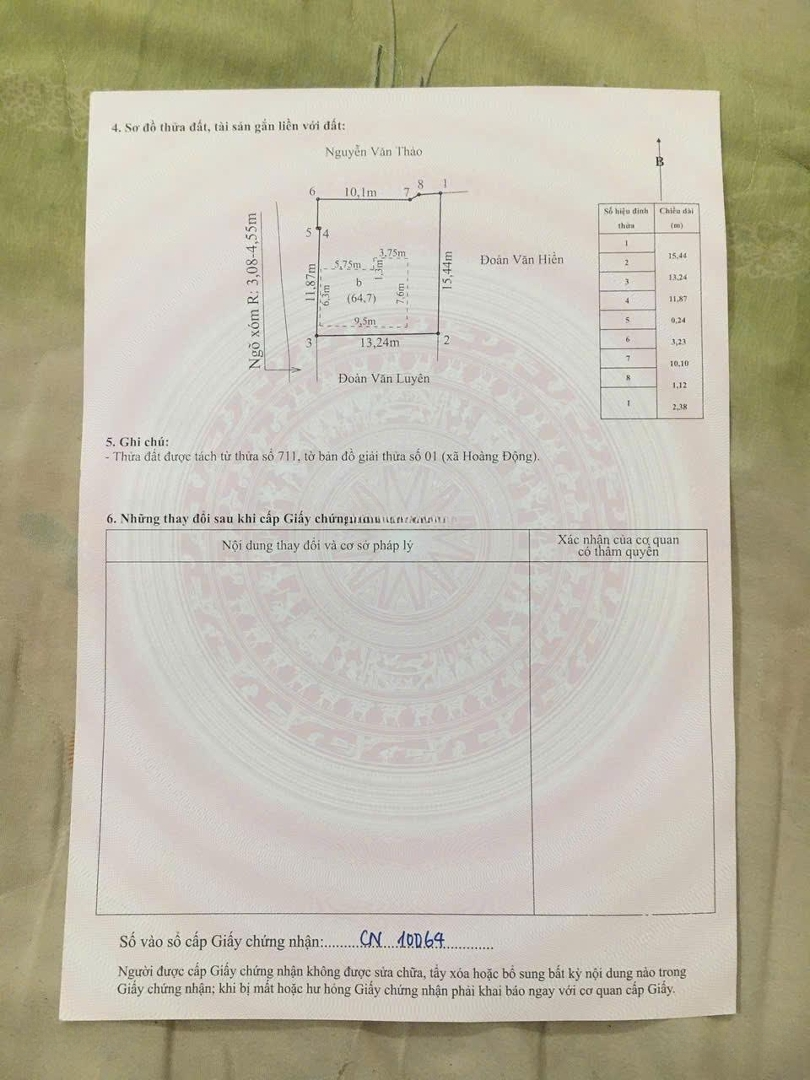 4. Sơ đồ thửa đất, tài sản gắn liền với đất:
Nguyễn Văn Thảo
B
6 10,1m 7 8 1
5 4
Ngõ xóm R: 3,08-4,55m
11,87m
3,75m
5,75m
b
(64,7)
6,3m
7,6m
9,5m
15,44m
Đoàn Văn Hiển
3 13,24m 2
Đoàn Văn Luyên
Số hiệu đỉnh thửa
Chiều dài (m)
1
15,44
2
13,24
3
11,87
4
0,24
5
3,23
6
10,10
7
1,12
8
2,38
1
5. Ghi chú:
- Thửa đất được tách từ thửa số 711, tờ bản đồ giải thửa số 01 (xã Hoàng Động).
6. Những thay đổi sau khi cấp Giấy
Nội dung thay đổi và cơ sở pháp lý
Xác nhận của cơ quan
có thẩm quyền
Số vào sổ cấp Giấy chứng nhận: CN
Người được cấp Giấy chứng nhận không được sửa chữa, tẩy xóa hoặc bổ sung bất kỳ nội dung nào trong
Giấy chứng nhận; khi bị mất hoặc hư hỏng Giấy chứng nhận phải khai báo ngay với cơ quan cấp Giấy.